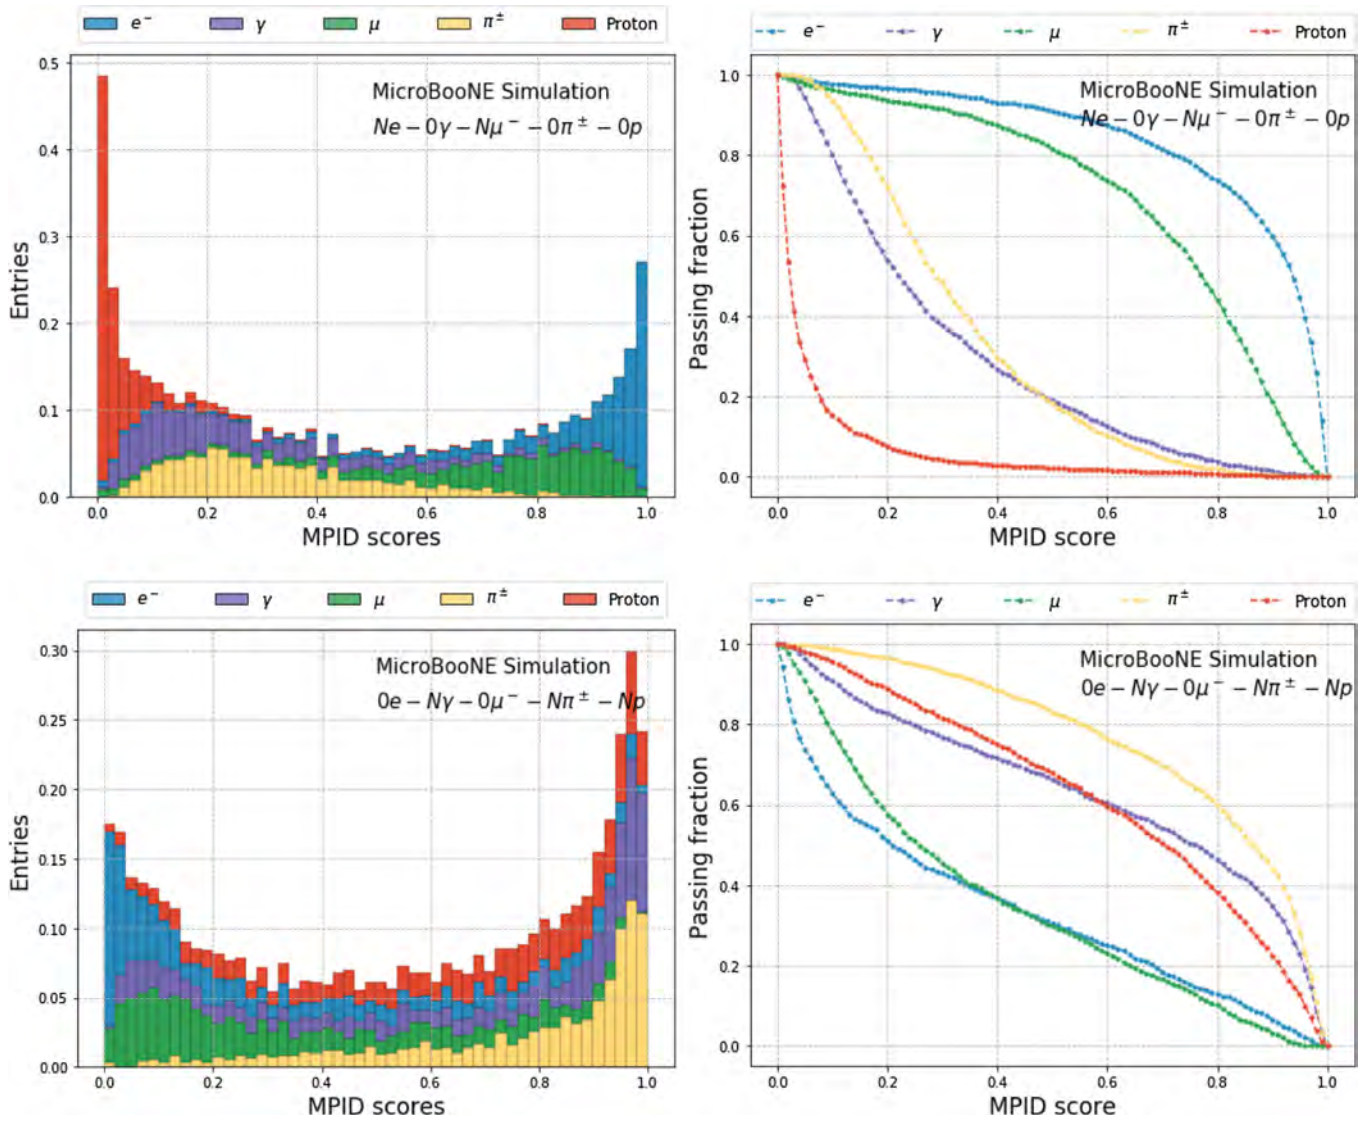 e⁻ γ μ π± Proton
MicroBooNE Simulation
Ne − 0γ − Nμ⁻ − 0π± − 0p
Entries
0.5
0.4
0.3
0.2
0.1
0.0
0.0 0.2 0.4 0.6 0.8 1.0
MPID scores
e⁻ γ μ π± Proton
MicroBooNE Simulation
Ne − 0γ − Nμ⁻ − 0π± − 0p
Passing fraction
1.0
0.8
0.6
0.4
0.2
0.0
0.0 0.2 0.4 0.6 0.8 1.0
MPID score
e⁻ γ μ π± Proton
MicroBooNE Simulation
0e − Nγ − 0μ⁻ − Nπ± − Np
Entries
0.30
0.25
0.20
0.15
0.10
0.05
0.00
0.0 0.2 0.4 0.6 0.8 1.0
MPID scores
e⁻ γ μ π± Proton
MicroBooNE Simulation
0e − Nγ − 0μ⁻ − Nπ± − Np
Passing fraction
1.0
0.8
0.6
0.4
0.2
0.0
0.0 0.2 0.4 0.6 0.8 1.0
MPID score